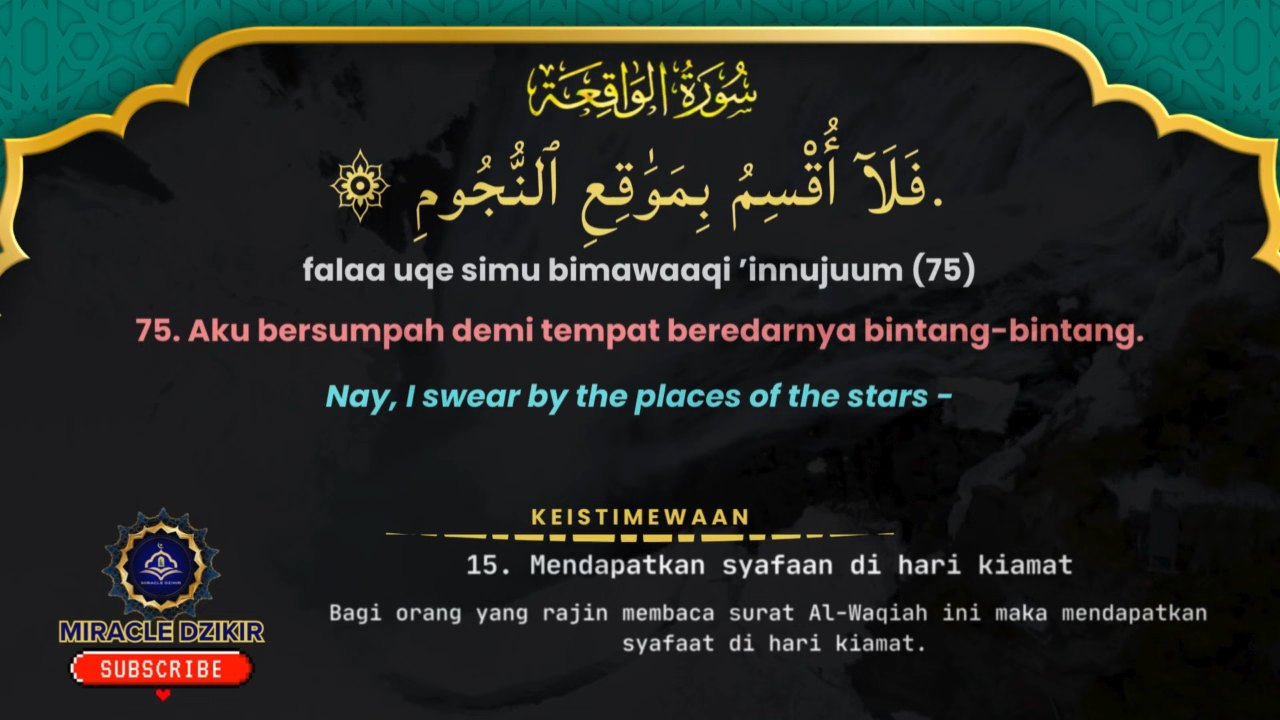 سُورَةُ الوَاقِعَة
.فَلَآ أُقْسِمُ بِمَوَٰقِعِ ٱلنُّجُومِ
falaa uqe simu bimawaaqi ’innujuum (75)
75. Aku bersumpah demi tempat beredarnya bintang-bintang.
Nay, I swear by the places of the stars -
KEISTIMEWAAN
15. Mendapatkan syafaan di hari kiamat
Bagi orang yang rajin membaca surat Al-Waqiah ini maka mendapatkan
syafaat di hari kiamat.
MIRACLE DZIKIR
MIRACLE DZIKIR
SUBSCRIBE